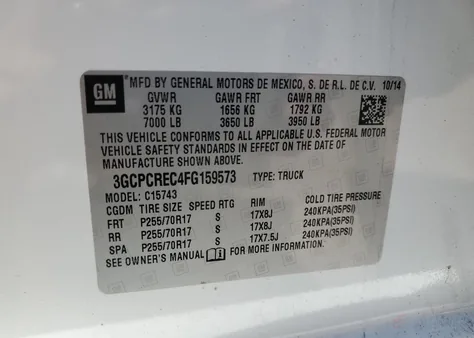 GM
MFD BY GENERAL MOTORS DE MEXICO, S. DE R.L. DE C.V. 10/14
GVWR GAWR FRT GAWR RR
3175 KG 1656 KG 1792 KG
7000 LB 3650 LB 3950 LB
THIS VEHICLE CONFORMS TO ALL APPLICABLE U.S. FEDERAL MOTOR
VEHICLE SAFETY STANDARDS IN EFFECT ON THE DATE OF
MANUFACTURE SHOWN ABOVE.
3GCPCREC4FG159573 TYPE: TRUCK
MODEL: C15743
CGDM TIRE SIZE SPEED RTG RIM COLD TIRE PRESSURE
FRT P255/70R17 S 17X8J 240KPA(35PSI)
RR P255/70R17 S 17X8J 240KPA(35PSI)
SPA P255/70R17 S 17X7.5J 240KPA(35PSI)
SEE OWNER'S MANUAL FOR MORE INFORMATION.